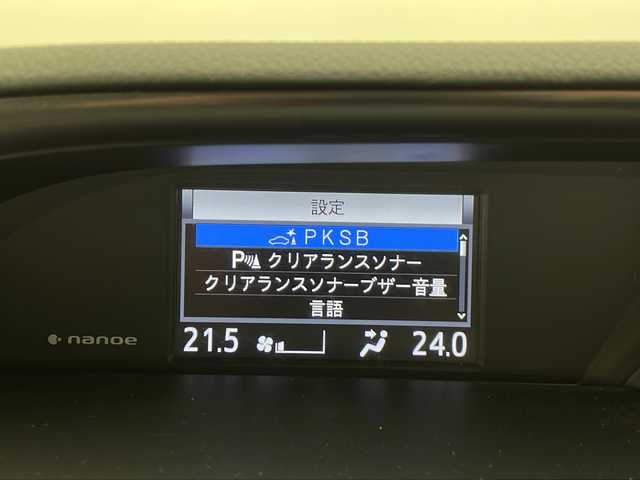 設定
PKSB
P クリアランスソナー
クリアランスソナーブザー音量
言語
nanoe
21.5 24.0